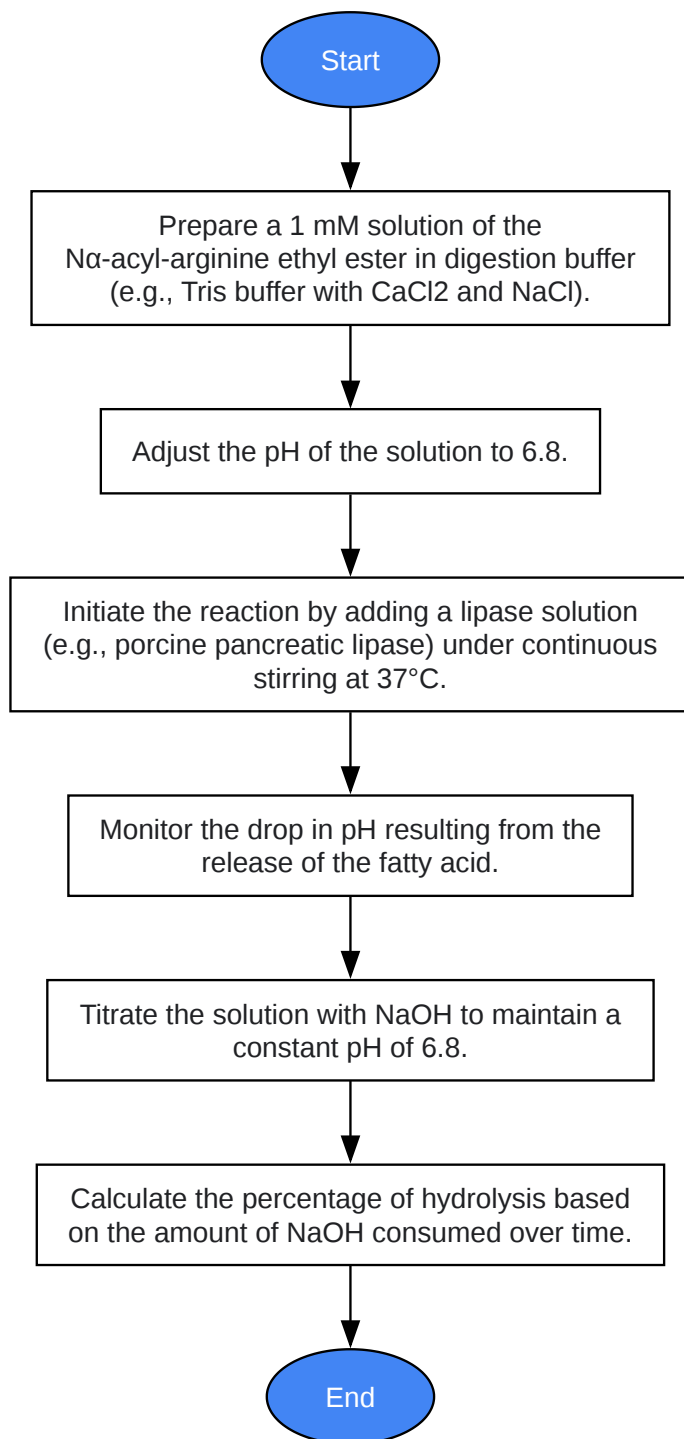 Start
Prepare a 1 mM solution of the
Nα-acyl-arginine ethyl ester in digestion buffer
(e.g., Tris buffer with CaCl2 and NaCl).
Adjust the pH of the solution to 6.8.
Initiate the reaction by adding a lipase solution
(e.g., porcine pancreatic lipase) under continuous
stirring at 37°C.
Monitor the drop in pH resulting from the
release of the fatty acid.
Titrate the solution with NaOH to maintain a
constant pH of 6.8.
Calculate the percentage of hydrolysis based
on the amount of NaOH consumed over time.
End